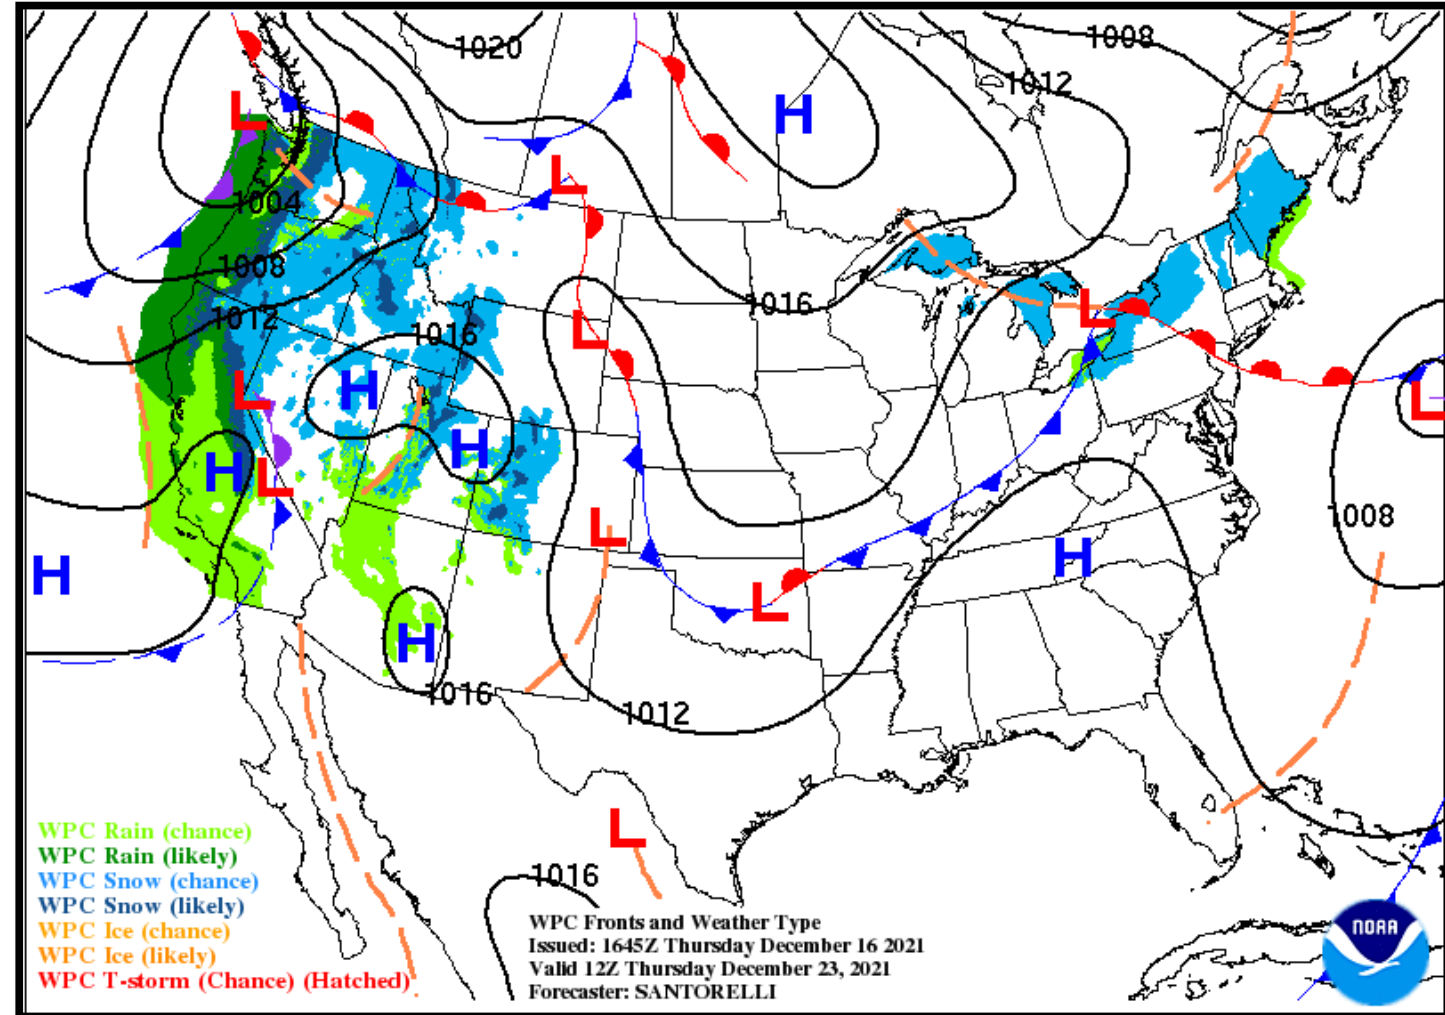 1020
1008
1012
L
H
L
1004
1008
1016
L
1012
1016
L
H
L
L
H
H
H
L
1008
L
H
H
L
H
1016
1012
L
1016
WPC Rain (chance)
WPC Rain (likely)
WPC Snow (chance)
WPC Snow (likely)
WPC Ice (chance)
WPC Ice (likely)
WPC T-storm (Chance) (Hatched)
WPC Fronts and Weather Type
Issued: 1645Z Thursday December 16 2021
Valid 12Z Thursday December 23, 2021
Forecaster: SANTORELLI
NOAA